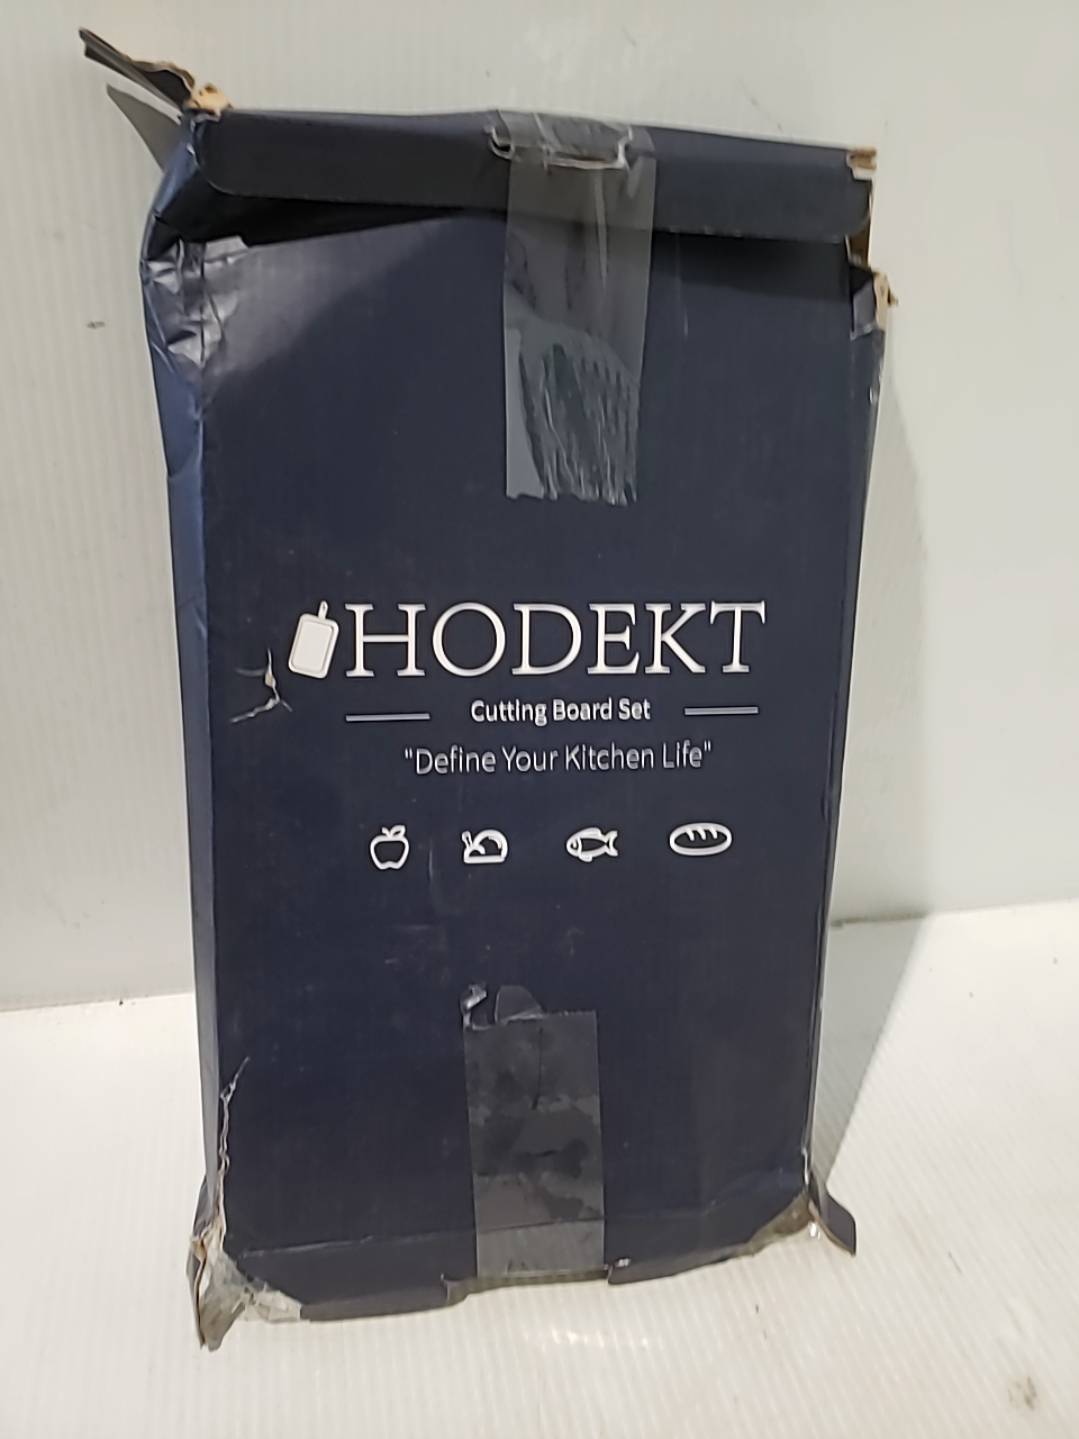 HODEKT
Cutting Board Set
"Define Your Kitchen Life"